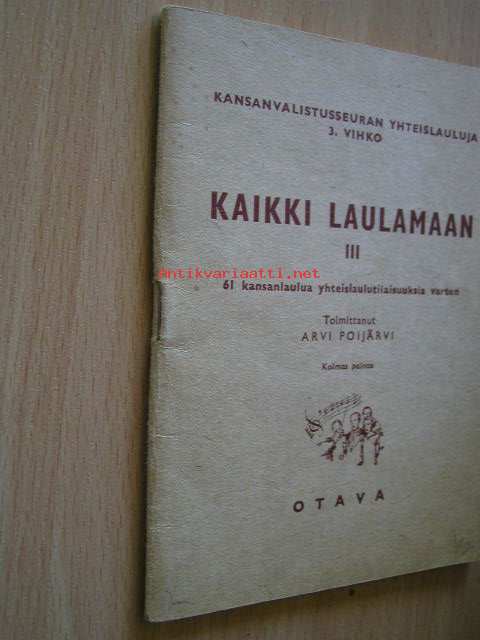 KANSANVALISTUSSEURAN YHTEISLAULUJA
3. VIHKO
KAIKKI LAULAMAAN
III
Antikvariaatti.net
61 kansanlaulua yhteislaulutilaisuuksia varten
Toimittanut
ARVI POIJÄRVI
Kolmas painos
OTAVA